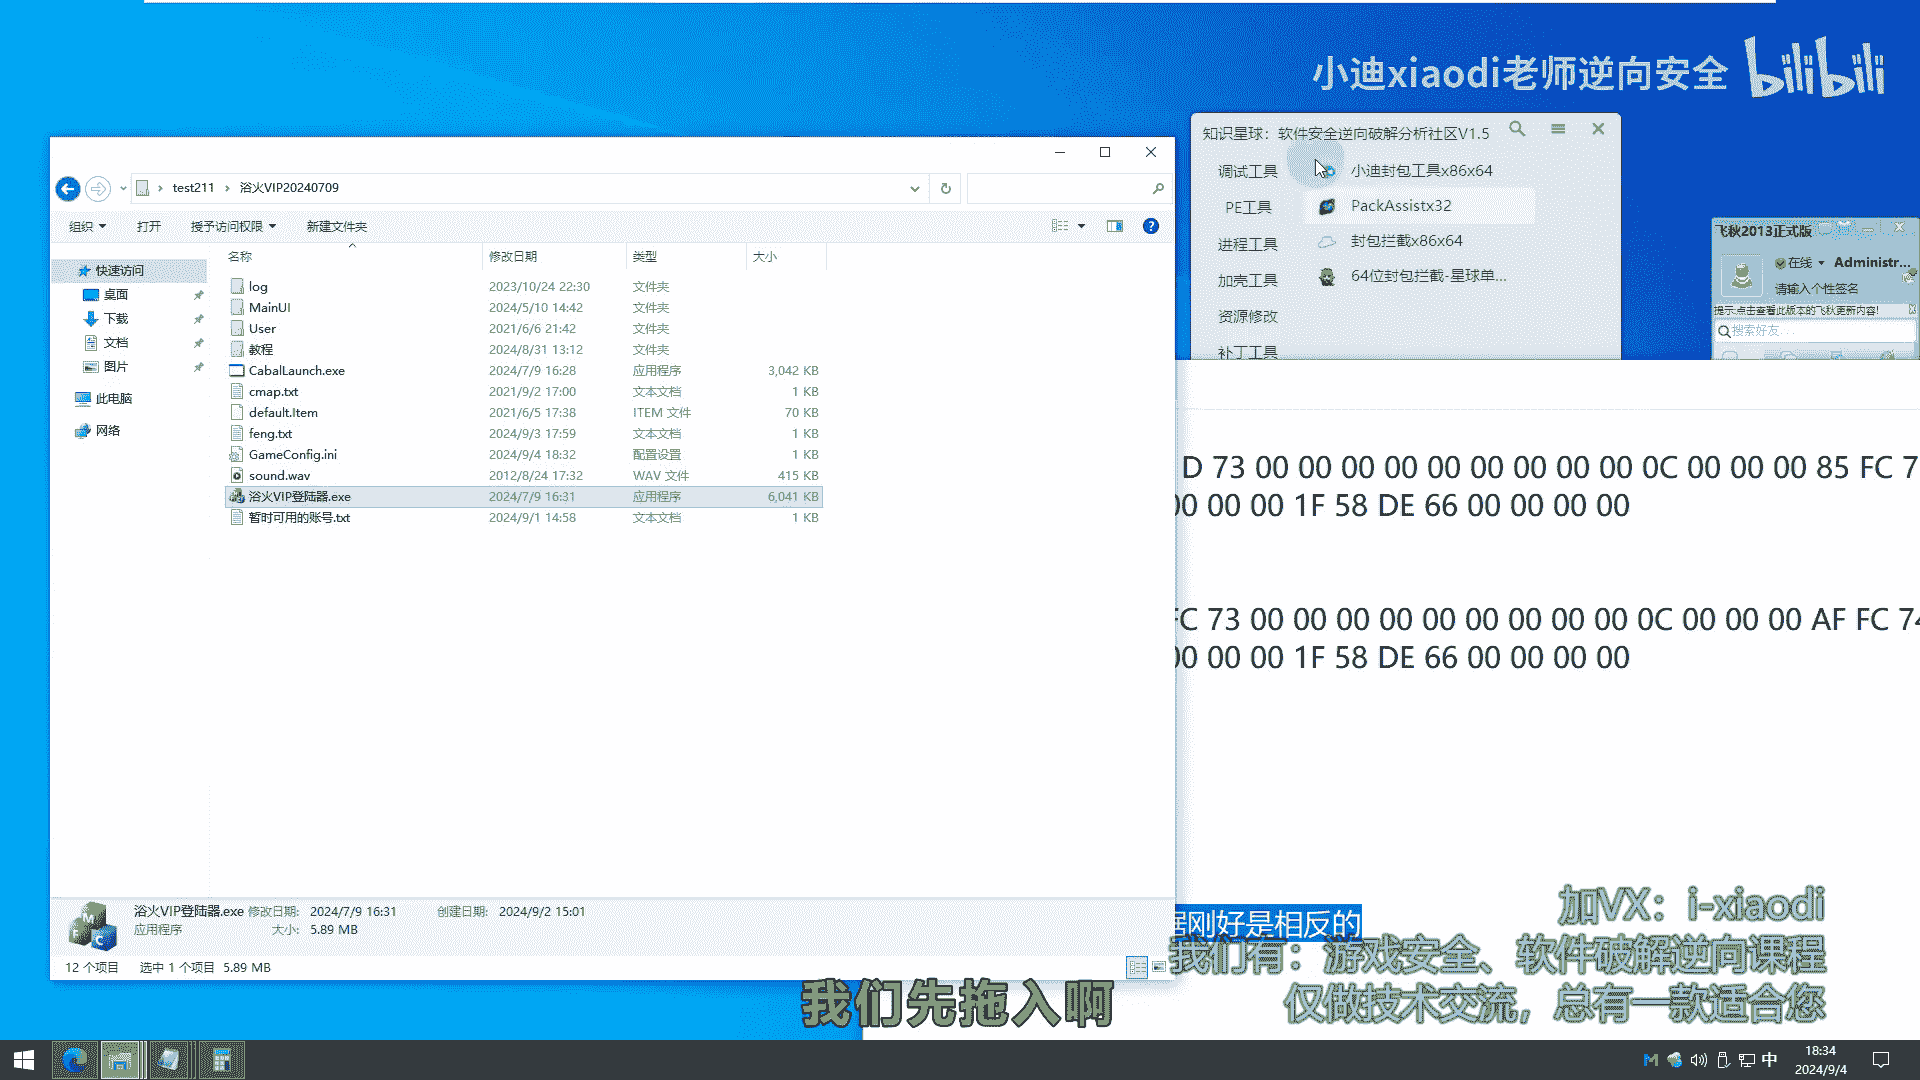 小迪xiaodi老师逆向安全 bilibili
知识星球：软件安全逆向破解分析社区V1.5
调试工具
PE工具
进程工具
加壳工具
资源修改
补丁工具
小迪封包工具x86x64
PackAssistx32
封包拦截x86x64
64位封包拦截-星球单...
飞秋2013正式版
在线 Administr...
请输入个性签名
提示:点击查看此版本的飞秋更新内容!
搜索好友...
test211 › 浴火VIP20240709
组织 打开 授予访问权限 新建文件夹
名称 修改日期 类型 大小
快速访问
桌面
下载
文档
图片
此电脑
网络
log 2023/10/24 22:30 文件夹
MainUI 2024/5/10 14:42 文件夹
User 2021/6/6 21:42 文件夹
教程 2024/8/31 13:12 文件夹
CabalLaunch.exe 2024/7/9 16:28 应用程序 3,042 KB
cmap.txt 2021/9/2 17:00 文本文档 1 KB
default.Item 2021/6/5 17:38 ITEM 文件 70 KB
feng.txt 2024/9/3 17:59 文本文档 1 KB
GameConfig.ini 2024/9/4 18:32 配置设置 1 KB
sound.wav 2012/8/24 17:32 WAV 文件 415 KB
浴火VIP登陆器.exe 2024/7/9 16:31 应用程序 6,041 KB
暂时可用的账号.txt 2024/9/1 14:58 文本文档 1 KB
D 73 00 00 00 00 00 00 00 00 00 0C 00 00 00 85 FC 7
00 00 00 1F 58 DE 66 00 00 00 00
FC 73 00 00 00 00 00 00 00 00 00 0C 00 00 00 AF FC 74
00 00 00 1F 58 DE 66 00 00 00 00
据刚好是相反的
浴火VIP登陆器.exe 修改日期: 2024/7/9 16:31 创建日期: 2024/9/2 15:01
应用程序 大小: 5.89 MB
12 个项目 选中 1 个项目 5.89 MB
加VX：i-xiaodi
我们有：游戏安全、软件破解逆向课程
仅做技术交流，总有一款适合您
我们先拖入啊
中
18:34
2024/9/4